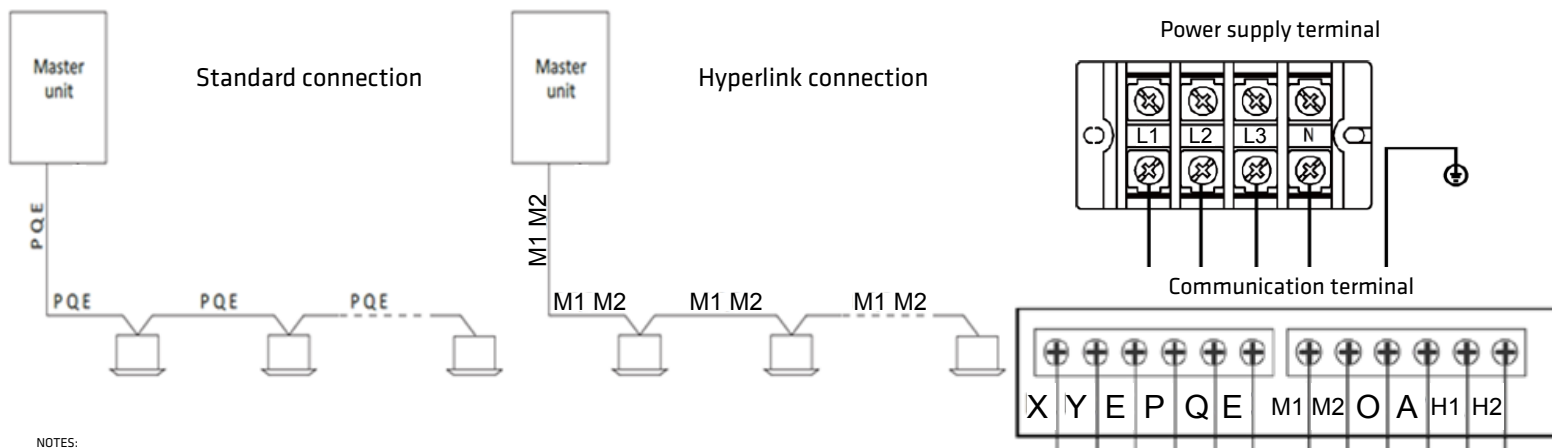 Master
unit
Standard connection
PQE
PQE
PQE
PQE
Master
unit
Hyperlink connection
M1 M2
M1 M2
M1 M2
M1 M2
Power supply terminal
L1 L2 L3 N
Communication terminal
X Y E P Q E M1 M2 O A H1 H2
NOTES: